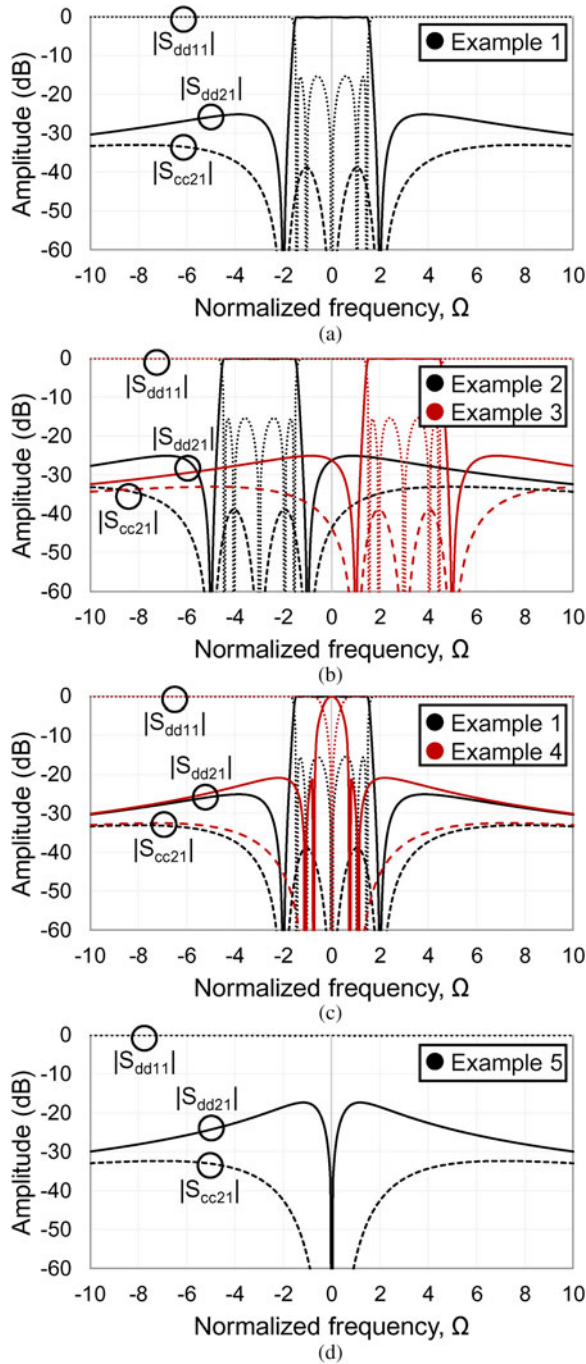 Amplitude (dB)
0
-10
-20
-30
-40
-50
-60
|Sdd11|
|Sdd21|
|Scc21|
Example 1
-10 -8 -6 -4 -2 0 2 4 6 8 10
Normalized frequency, Ω
(a)
Amplitude (dB)
0
-10
-20
-30
-40
-50
-60
|Sdd11|
|Sdd21|
|Scc21|
Example 2
Example 3
-10 -8 -6 -4 -2 0 2 4 6 8 10
Normalized frequency, Ω
(b)
Amplitude (dB)
0
-10
-20
-30
-40
-50
-60
|Sdd11|
|Sdd21|
|Scc21|
Example 1
Example 4
-10 -8 -6 -4 -2 0 2 4 6 8 10
Normalized frequency, Ω
(c)
Amplitude (dB)
0
-10
-20
-30
-40
-50
-60
|Sdd11|
|Sdd21|
|Scc21|
Example 5
-10 -8 -6 -4 -2 0 2 4 6 8 10
Normalized frequency, Ω
(d)